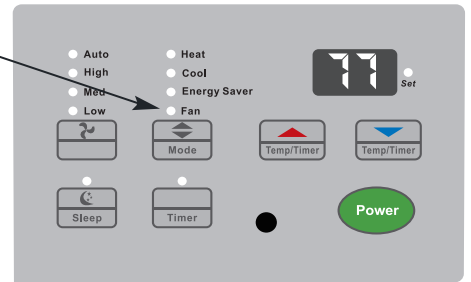 Auto
High
Med
Low
Heat
Cool
Energy Saver
Fan
77
Set
Mode
Temp/Timer
Temp/Timer
Sleep
Timer
Power